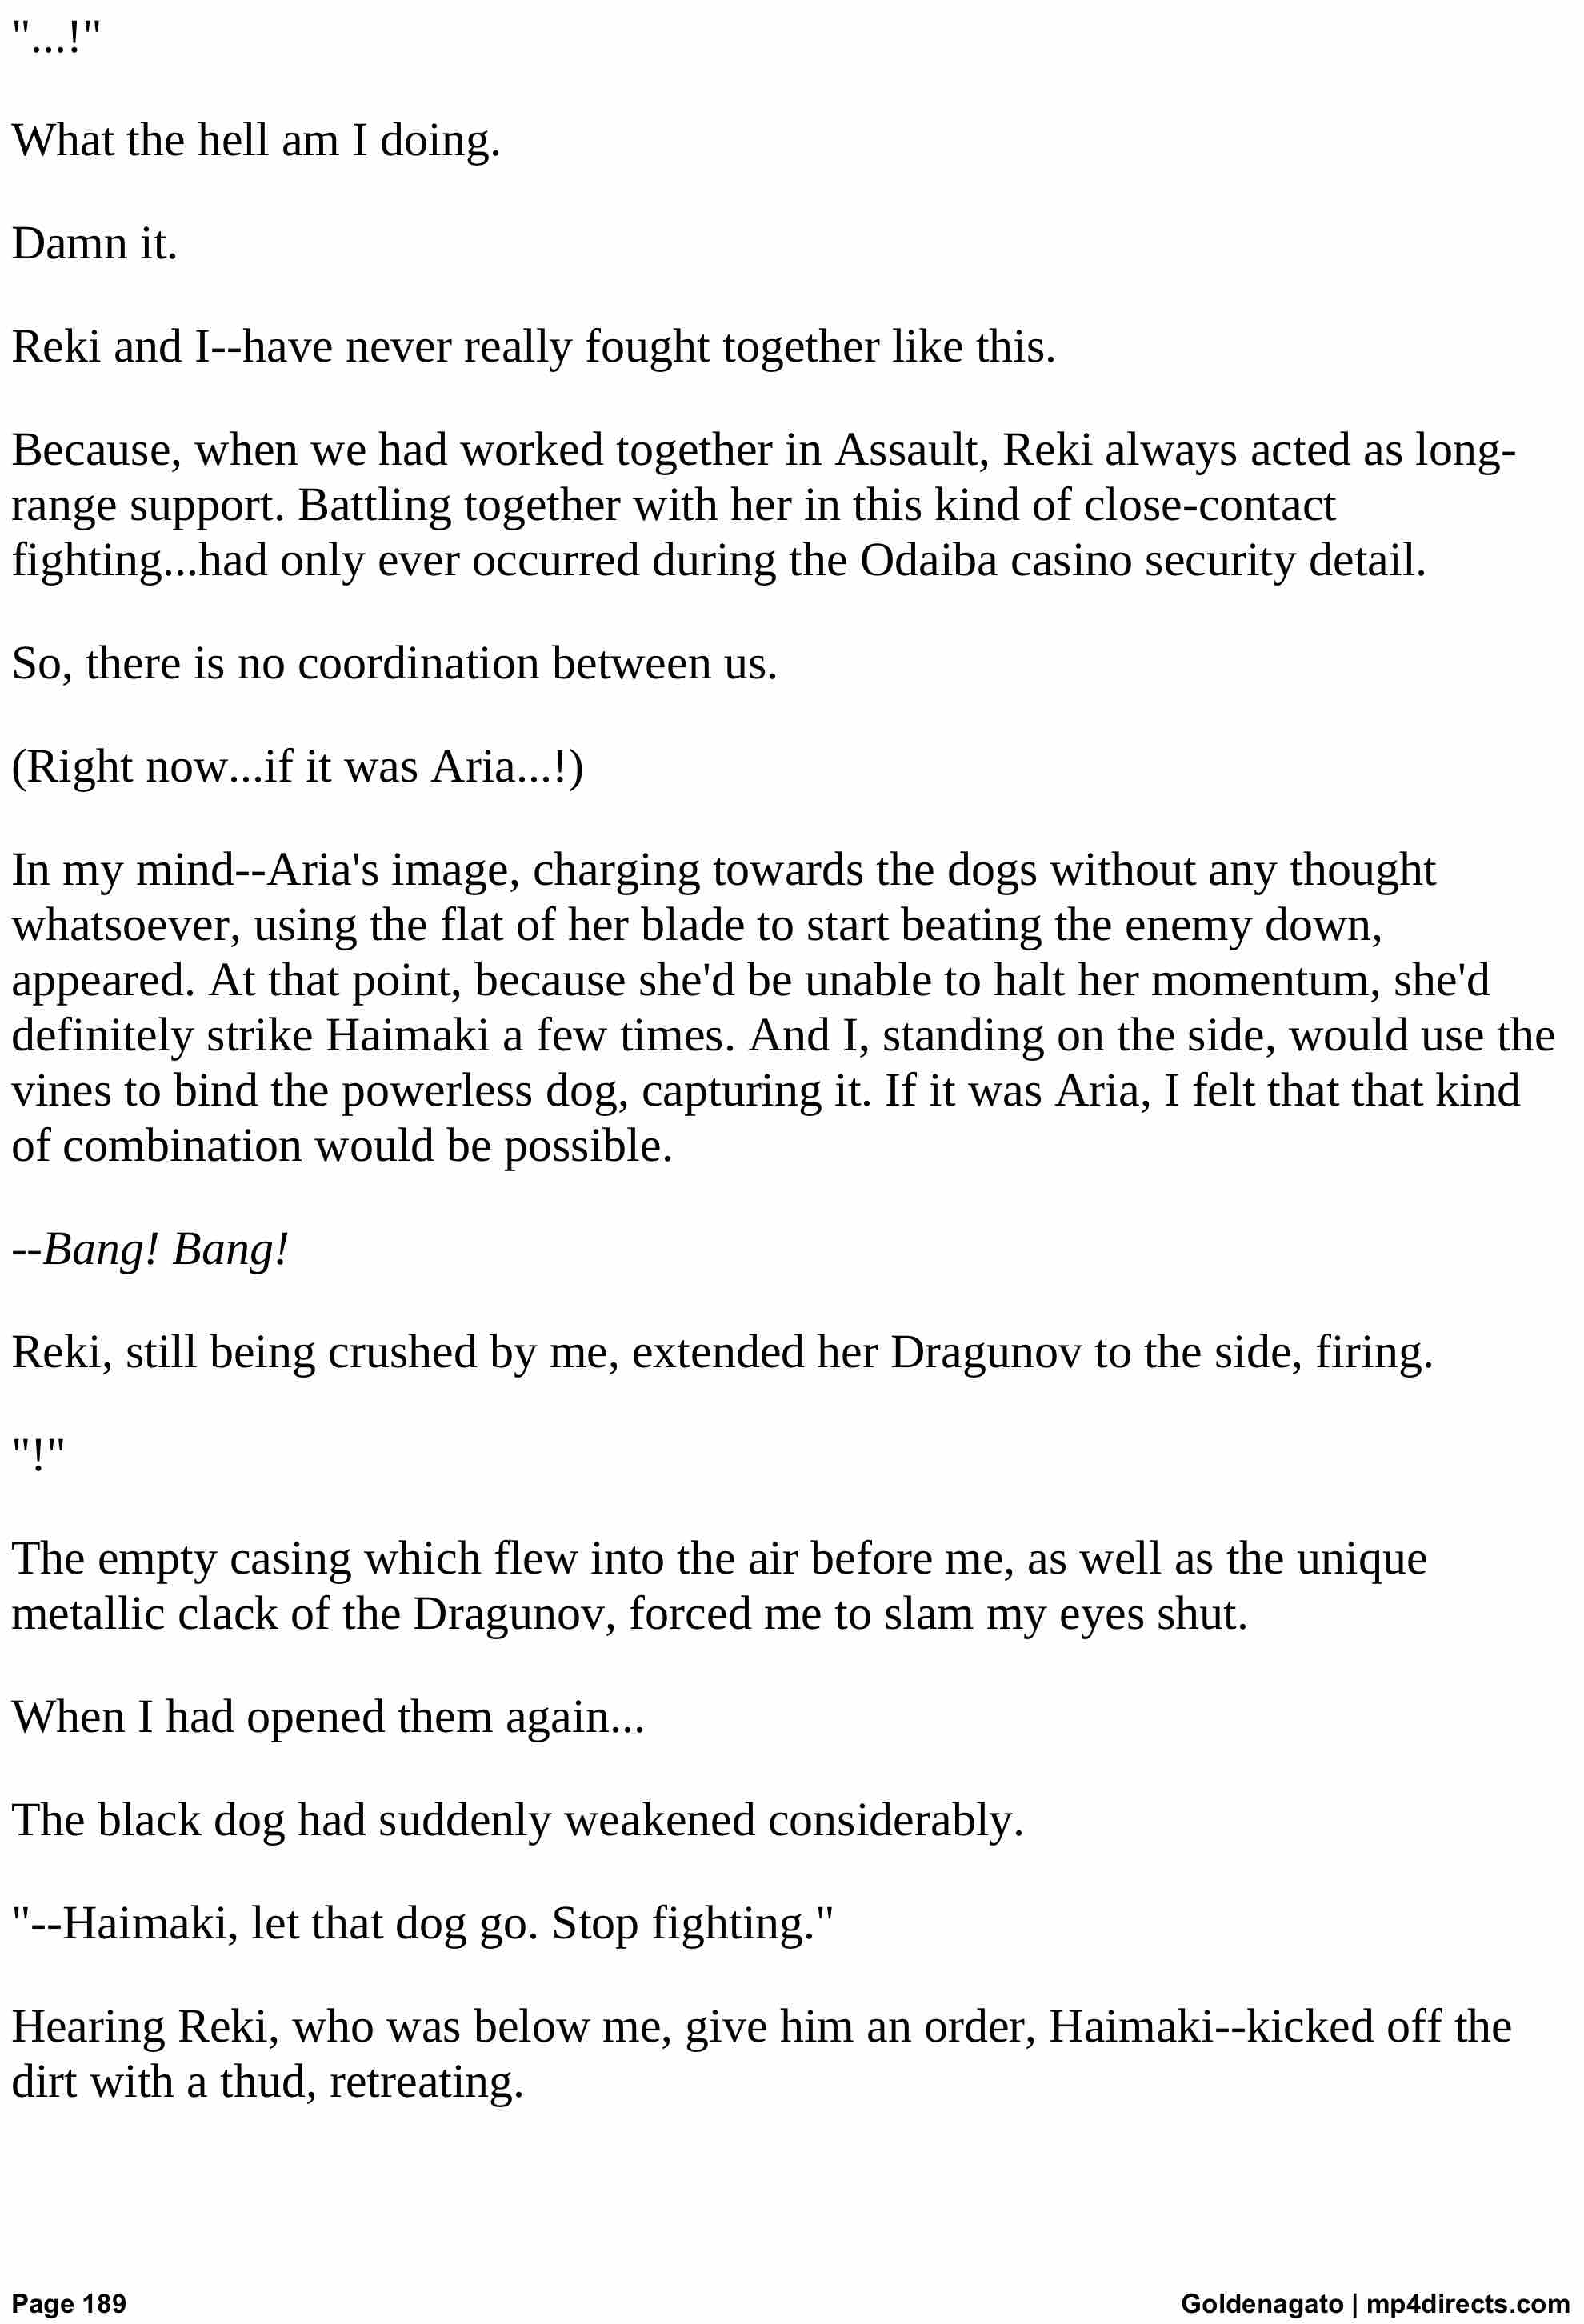 "...!"
What the hell am I doing.
Damn it.
Reki and I--have never really fought together like this.
Because, when we had worked together in Assault, Reki always acted as long-
range support. Battling together with her in this kind of close-contact
fighting...had only ever occurred during the Odaiba casino security detail.
So, there is no coordination between us.
(Right now...if it was Aria...!)
In my mind--Aria's image, charging towards the dogs without any thought
whatsoever, using the flat of her blade to start beating the enemy down,
appeared. At that point, because she'd be unable to halt her momentum, she'd
definitely strike Haimaki a few times. And I, standing on the side, would use the
vines to bind the powerless dog, capturing it. If it was Aria, I felt that that kind
of combination would be possible.
--Bang! Bang!
Reki, still being crushed by me, extended her Dragunov to the side, firing.
"!"
The empty casing which flew into the air before me, as well as the unique
metallic clack of the Dragunov, forced me to slam my eyes shut.
When I had opened them again...
The black dog had suddenly weakened considerably.
"--Haimaki, let that dog go. Stop fighting."
Hearing Reki, who was below me, give him an order, Haimaki--kicked off the
dirt with a thud, retreating.
Page 189
Goldenagato | mp4directs.com